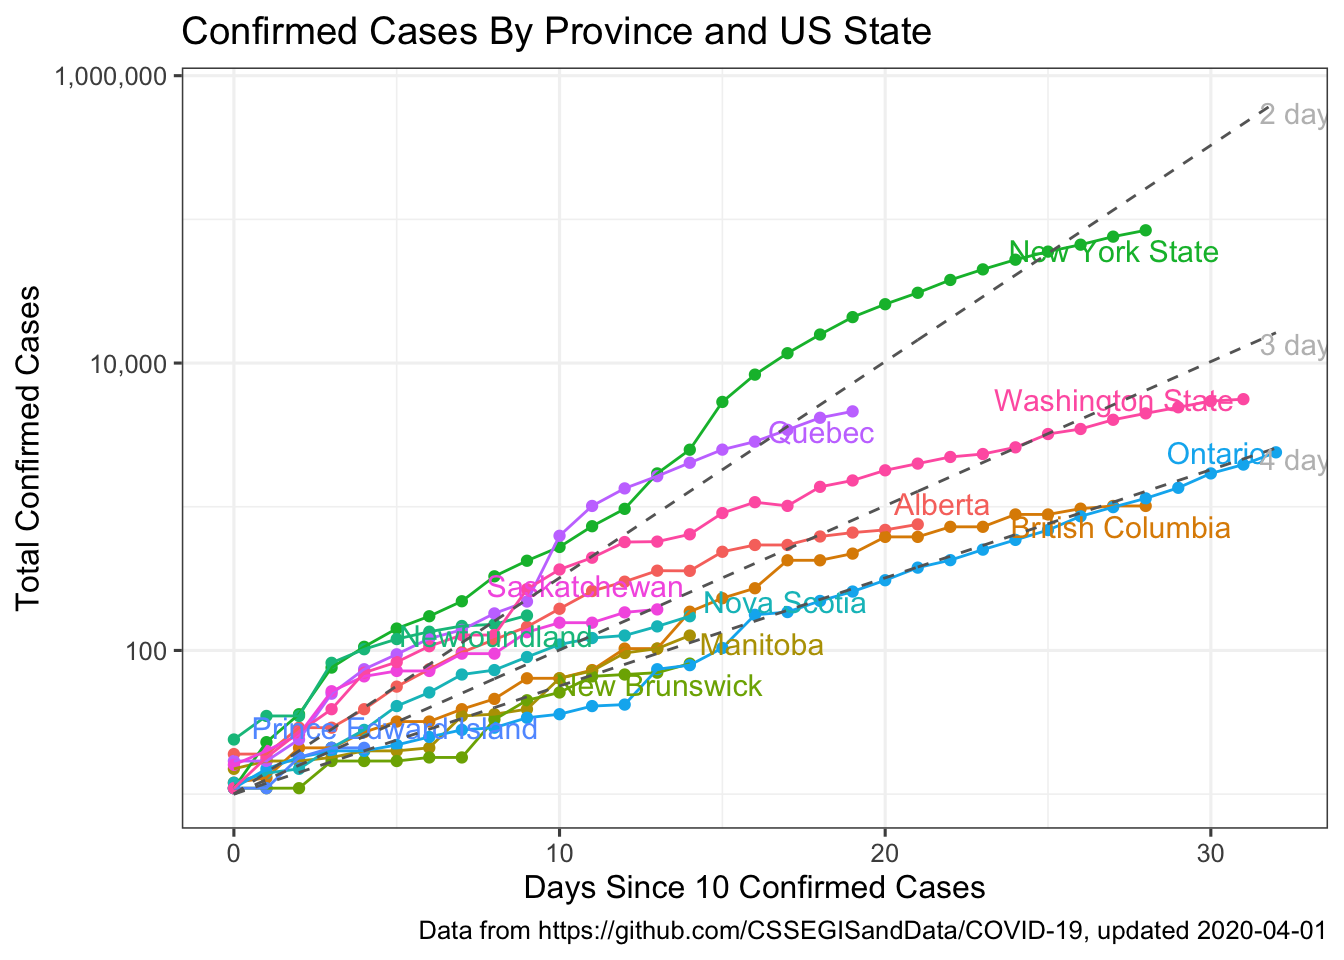 Confirmed Cases By Province and US State
1,000,000
10,000
100
Total Confirmed Cases
2 day
3 day
4 day
New York State
Washington State
Quebec
Ontario
Alberta
British Columbia
Saskatchewan
Nova Scotia
Newfoundland
Manitoba
New Brunswick
Prince Edward Island
0
10
20
30
Days Since 10 Confirmed Cases
Data from https://github.com/CSSEGISandData/COVID-19, updated 2020-04-01